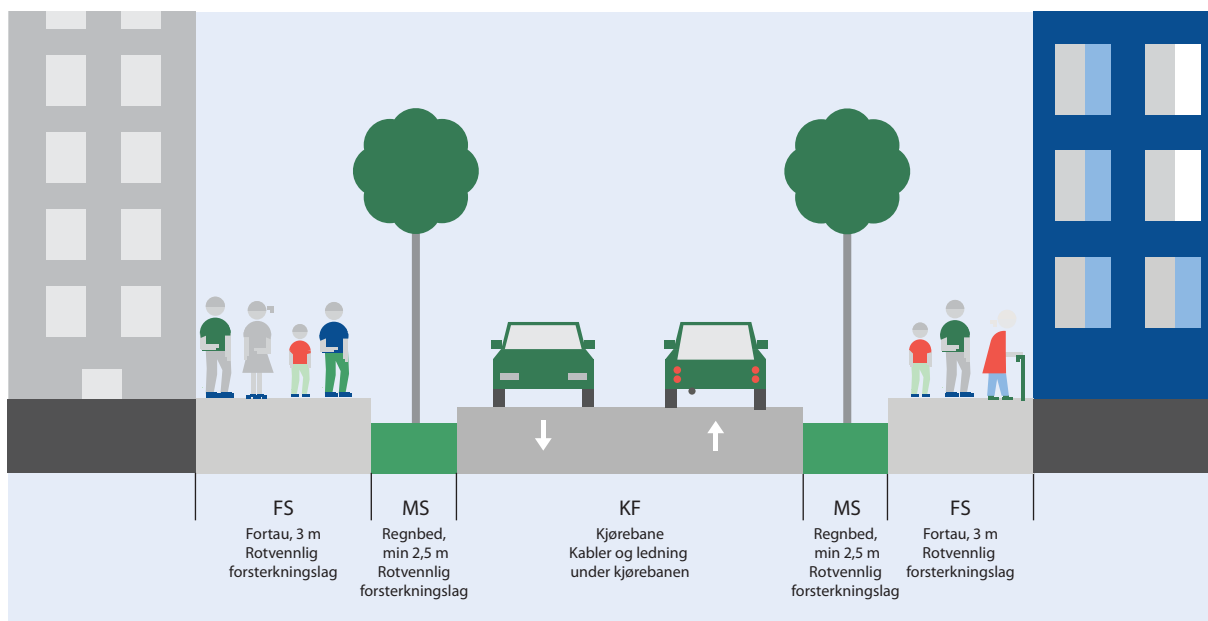 FS
Fortau, 3 m
Rotvennlig
forsterkningslag
MS
Regnbed,
min 2,5 m
Rotvennlig
forsterkningslag
KF
Kjørebane
Kabler og ledning
under kjørebanen
MS
Regnbed,
min 2,5 m
Rotvennlig
forsterkningslag
FS
Fortau, 3 m
Rotvennlig
forsterkningslag